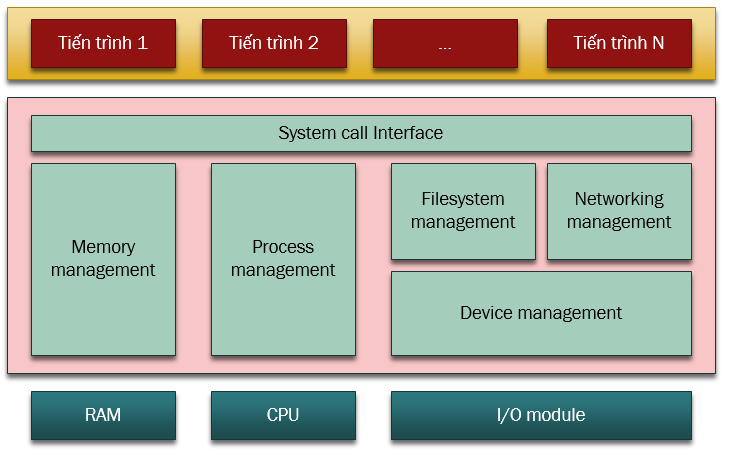 Tiến trình 1
Tiến trình 2
...
Tiến trình N
System call Interface
Memory
management
Process
management
Filesystem
management
Networking
management
Device management
RAM
CPU
I/O module